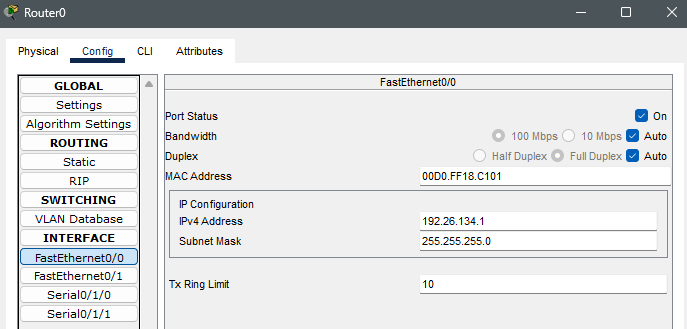 Router0
Physical Config CLI Attributes
GLOBAL
Settings
Algorithm Settings
ROUTING
Static
RIP
SWITCHING
VLAN Database
INTERFACE
FastEthernet0/0
FastEthernet0/1
Serial0/1/0
Serial0/1/1
FastEthernet0/0
Port Status On
Bandwidth 100 Mbps 10 Mbps Auto
Duplex Half Duplex Full Duplex Auto
MAC Address 00D0.FF18.C101
IP Configuration
IPv4 Address 192.26.134.1
Subnet Mask 255.255.255.0
Tx Ring Limit 10